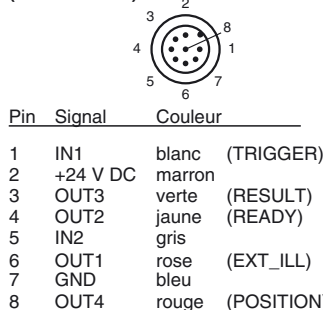 2
3
8
4
1
5
7
6
Pin Signal Couleur
1 IN1 blanc (TRIGGER)
2 +24 V DC marron
3 OUT3 verte (RESULT)
4 OUT2 jaune (READY)
5 IN2 gris
6 OUT1 rose (EXT_ILL)
7 GND bleu
8 OUT4 rouge (POSITION